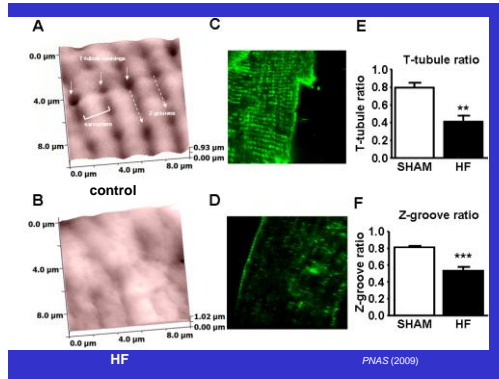 A
0.0 µm
4.0 µm
8.0 µm
T-tubule openings
Z-grooves
sarcomere
0.93 µm
0.00 µm
0.0 µm
4.0 µm
8.0 µm
control
B
0.0 µm
4.0 µm
8.0 µm
1.02 µm
0.00 µm
0.0 µm
4.0 µm
8.0 µm
HF
C
D
E
T-tubule ratio
T-tubule ratio
1.0
0.8
0.6
0.4
0.2
0.0
**
SHAM
HF
F
Z-groove ratio
Z-groove ratio
1.0
0.8
0.6
0.4
0.2
0.0
***
SHAM
HF
PNAS (2009)